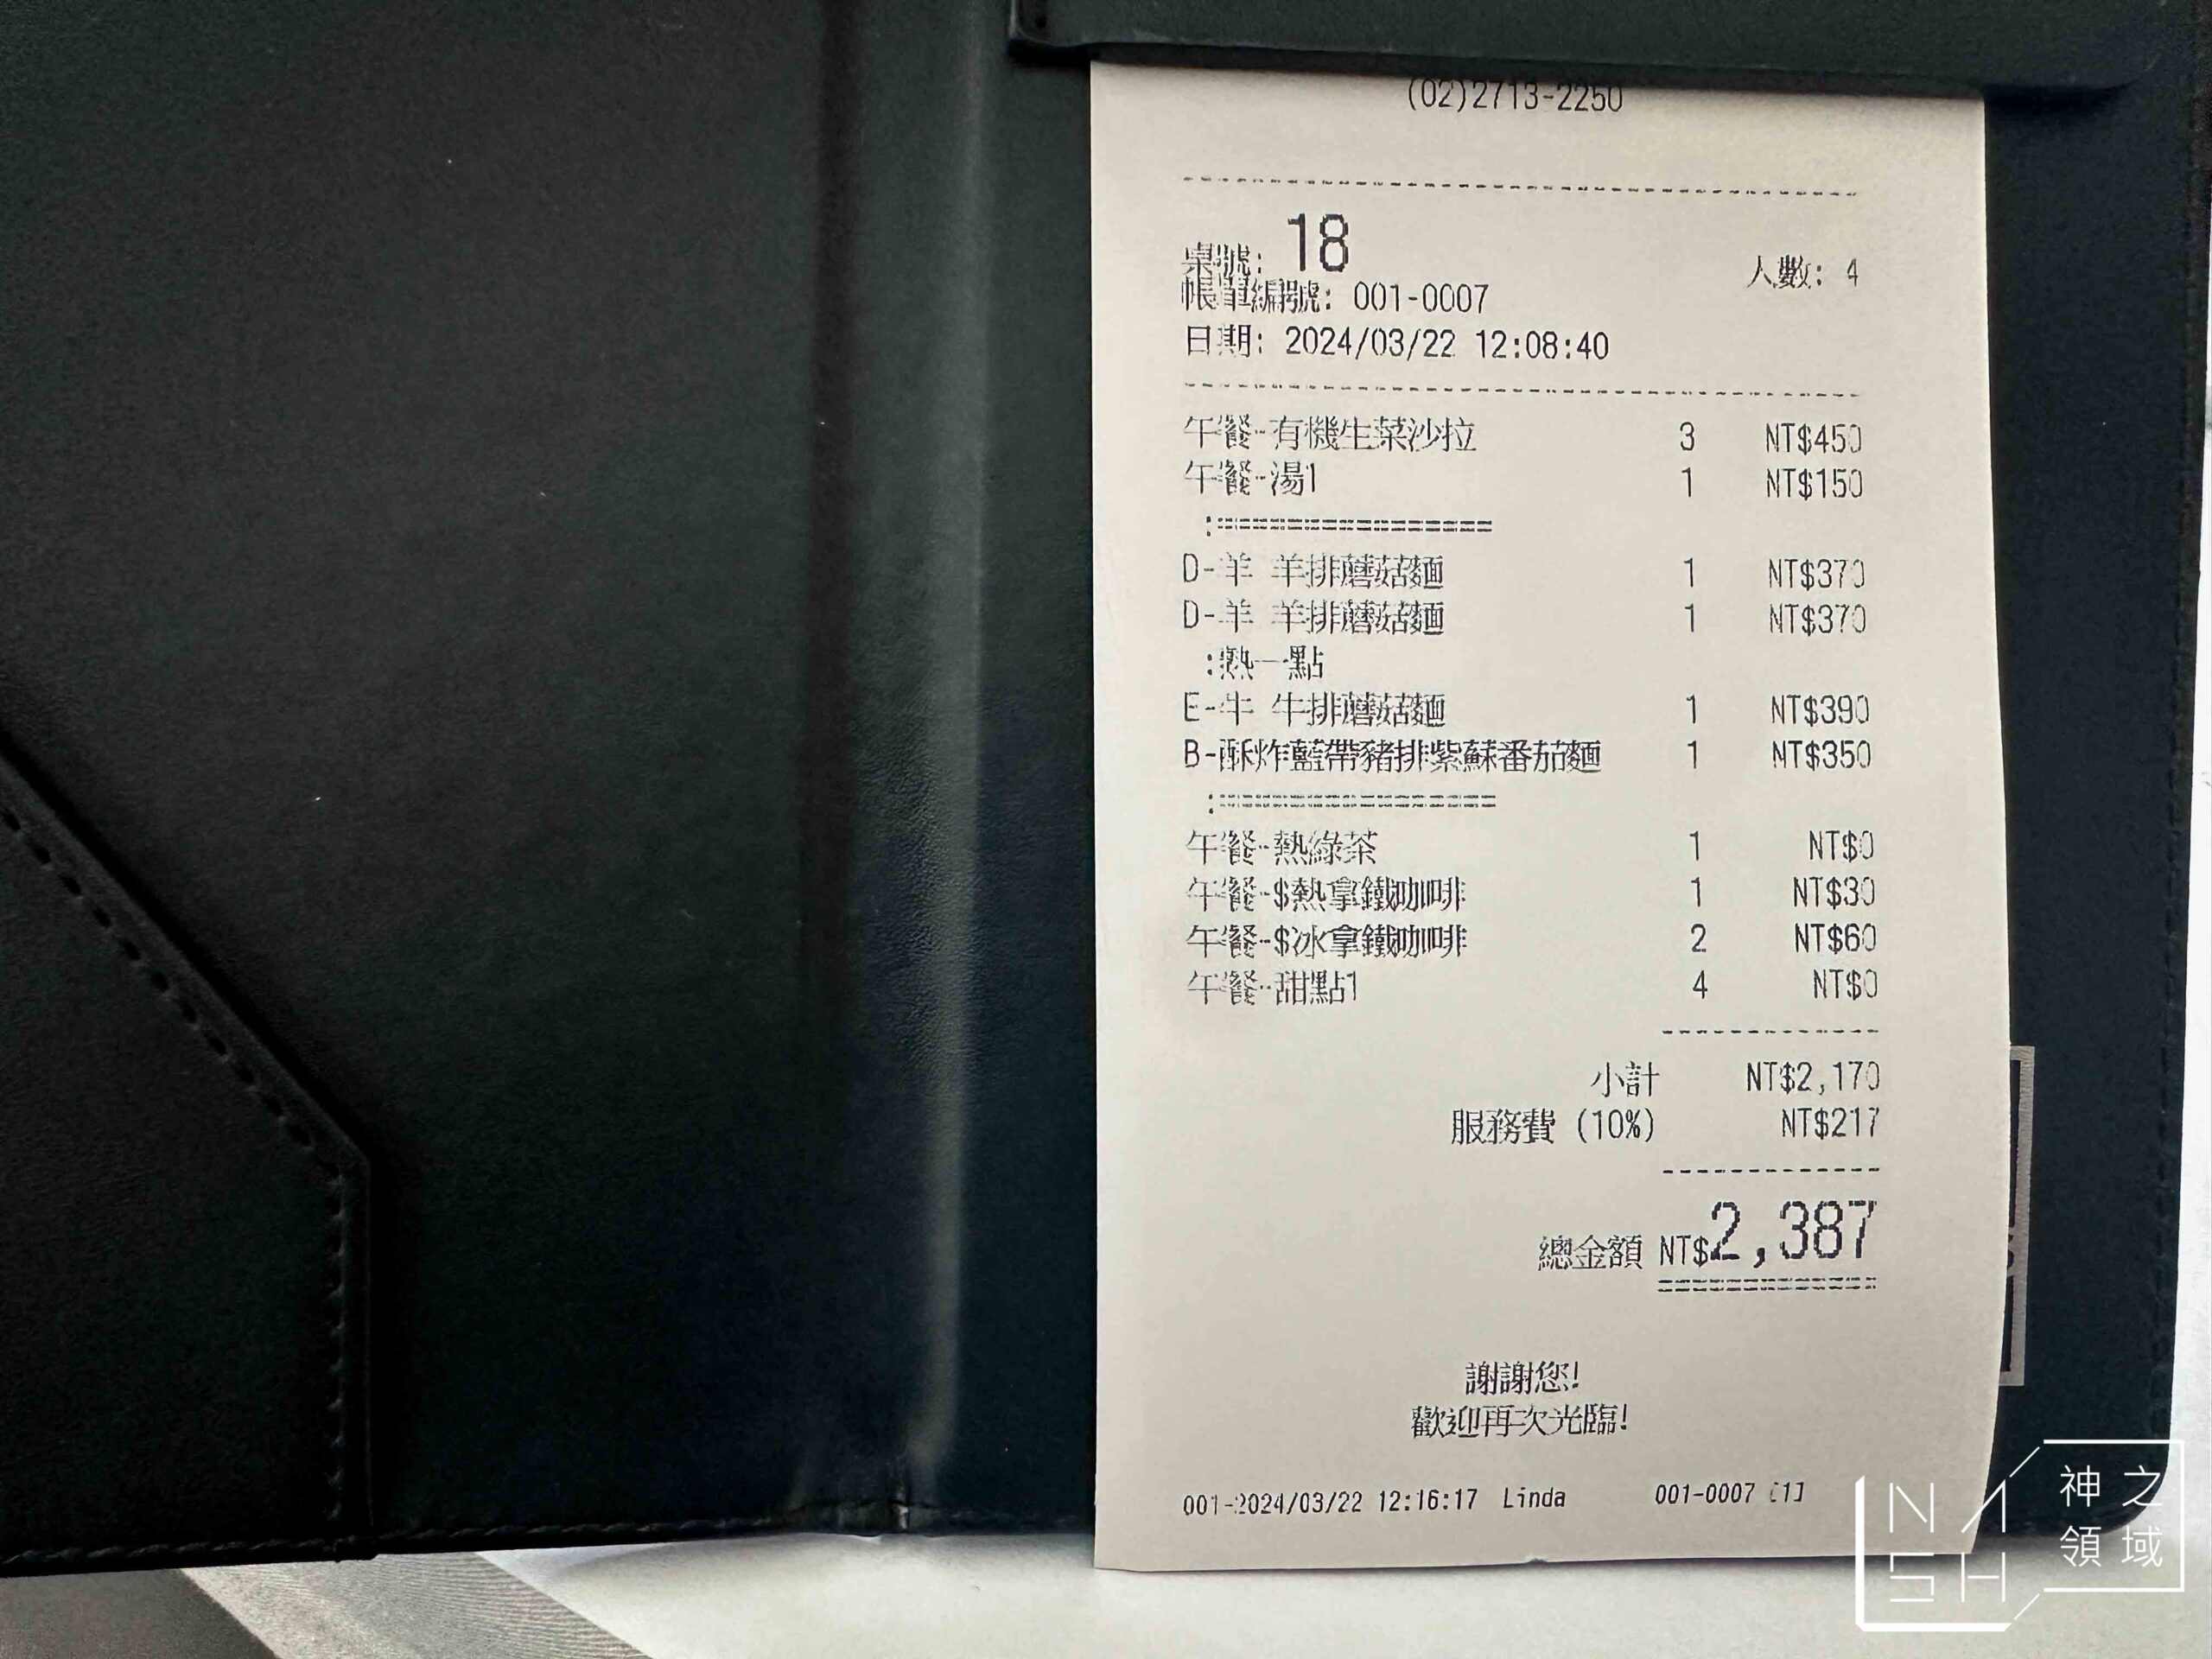 (02)2713-2250
桌號: 18 人數: 4
帳單編號: 001-0007
日期: 2024/03/22 12:08:40
午餐-有機生菜沙拉 3 NT$450
午餐-湯1 1 NT$150
:================
D-羊 羊排蘑菇麵 1 NT$370
D-羊 羊排蘑菇麵 1 NT$370
:熟一點
E-牛 牛排蘑菇麵 1 NT$390
B-酥炸藍帶豬排紫蘇番茄麵 1 NT$350
:================
午餐-熱綠茶 1 NT$0
午餐-$熱拿鐵咖啡 1 NT$30
午餐-$冰拿鐵咖啡 2 NT$60
午餐-甜點1 4 NT$0
小計 NT$2,170
服務費 (10%) NT$217
總金額 NT$2,387
謝謝您!
歡迎再次光臨!
001-2024/03/22 12:16:17 Linda 001-0007 [1]
NASH 神之領域